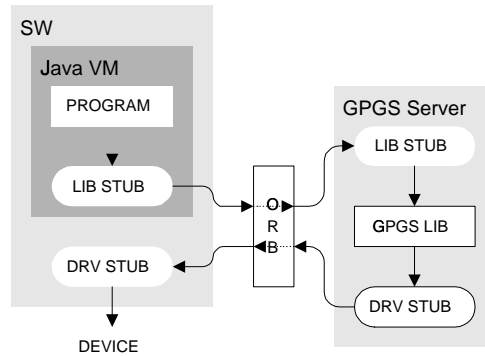 SW
Java VM
PROGRAM
LIB STUB
DRV STUB
DEVICE
O
R
B
GPGS Server
LIB STUB
GPGS LIB
DRV STUB